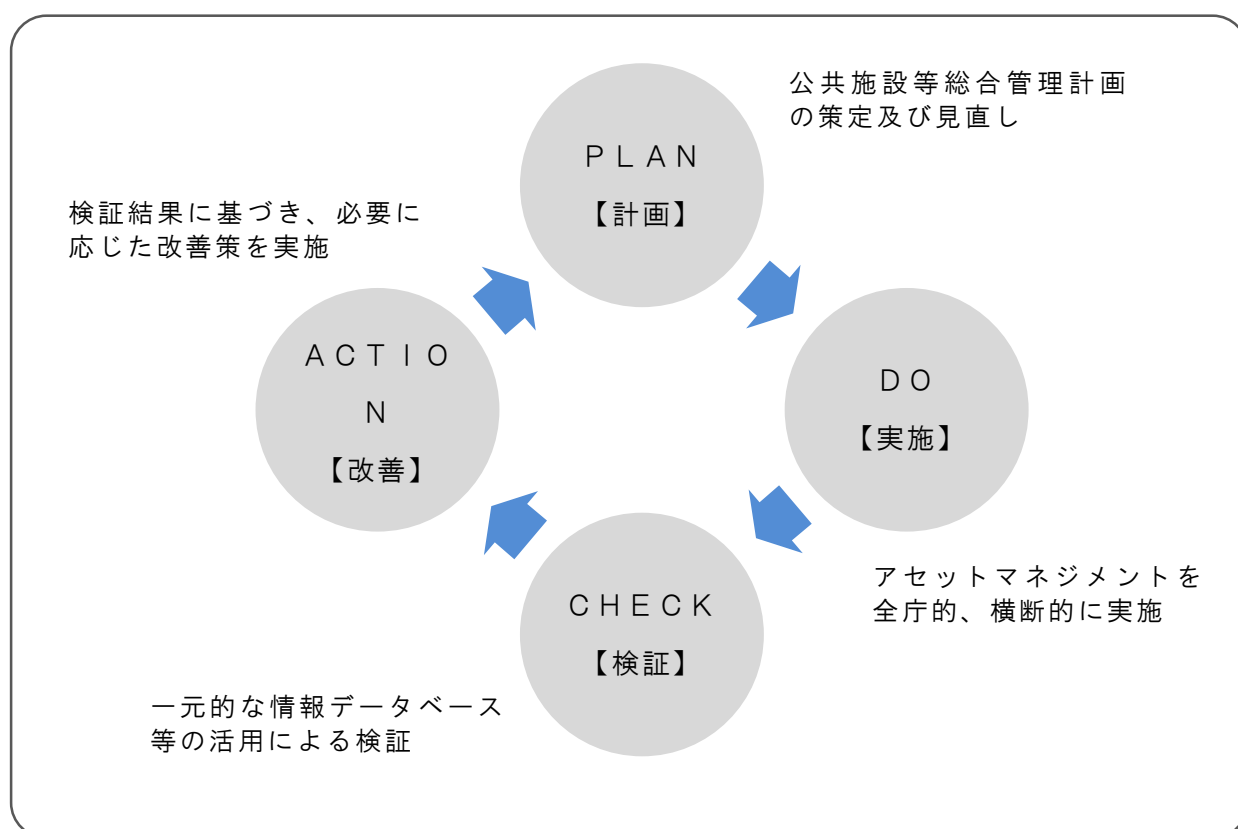 公共施設等総合管理計画
の策定及び見直し
ＰＬＡＮ
【計画】
検証結果に基づき、必要に
応じた改善策を実施
ＡＣＴＩＯ
Ｎ
【改善】
ＤＯ
【実施】
アセットマネジメントを
全庁的、横断的に実施
ＣＨＥＣＫ
【検証】
一元的な情報データベース
等の活用による検証